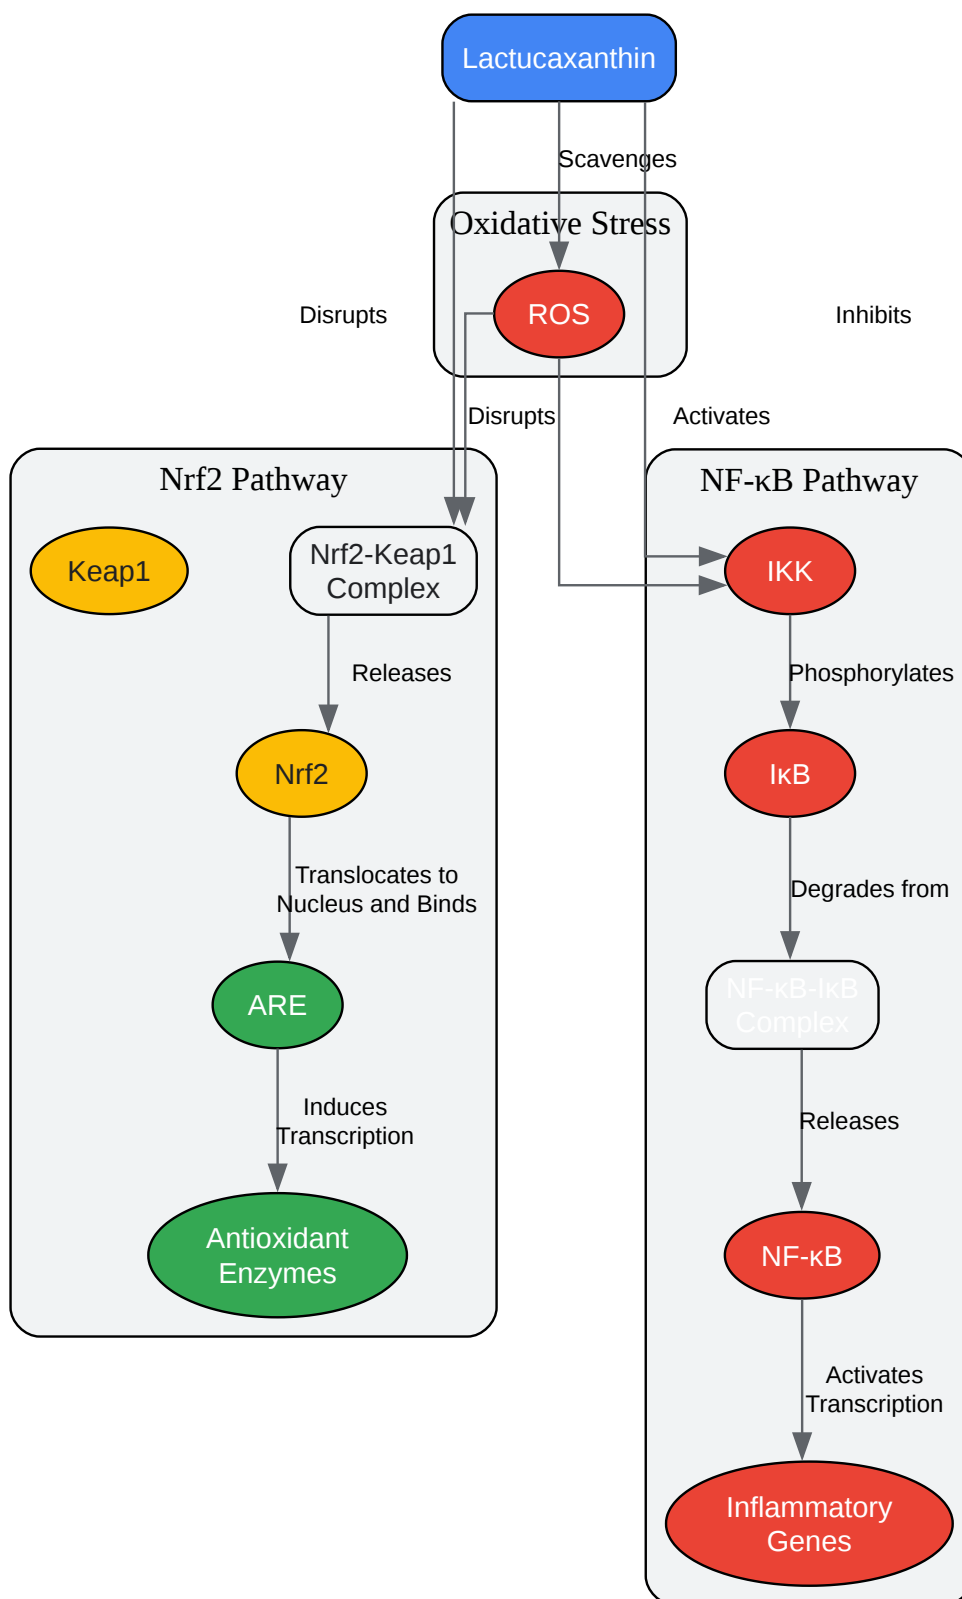 Lactucaxanthin
Scavenges
Oxidative Stress
ROS
Disrupts
Inhibits
Disrupts
Activates
Nrf2 Pathway
NF-κB Pathway
Keap1
Nrf2-Keap1
Complex
IKK
Releases
Phosphorylates
Nrf2
IκB
Translocates to
Nucleus and Binds
Degrades from
ARE
NF-κB-IκB
Complex
Induces
Transcription
Releases
Antioxidant
Enzymes
NF-κB
Activates
Transcription
Inflammatory
Genes